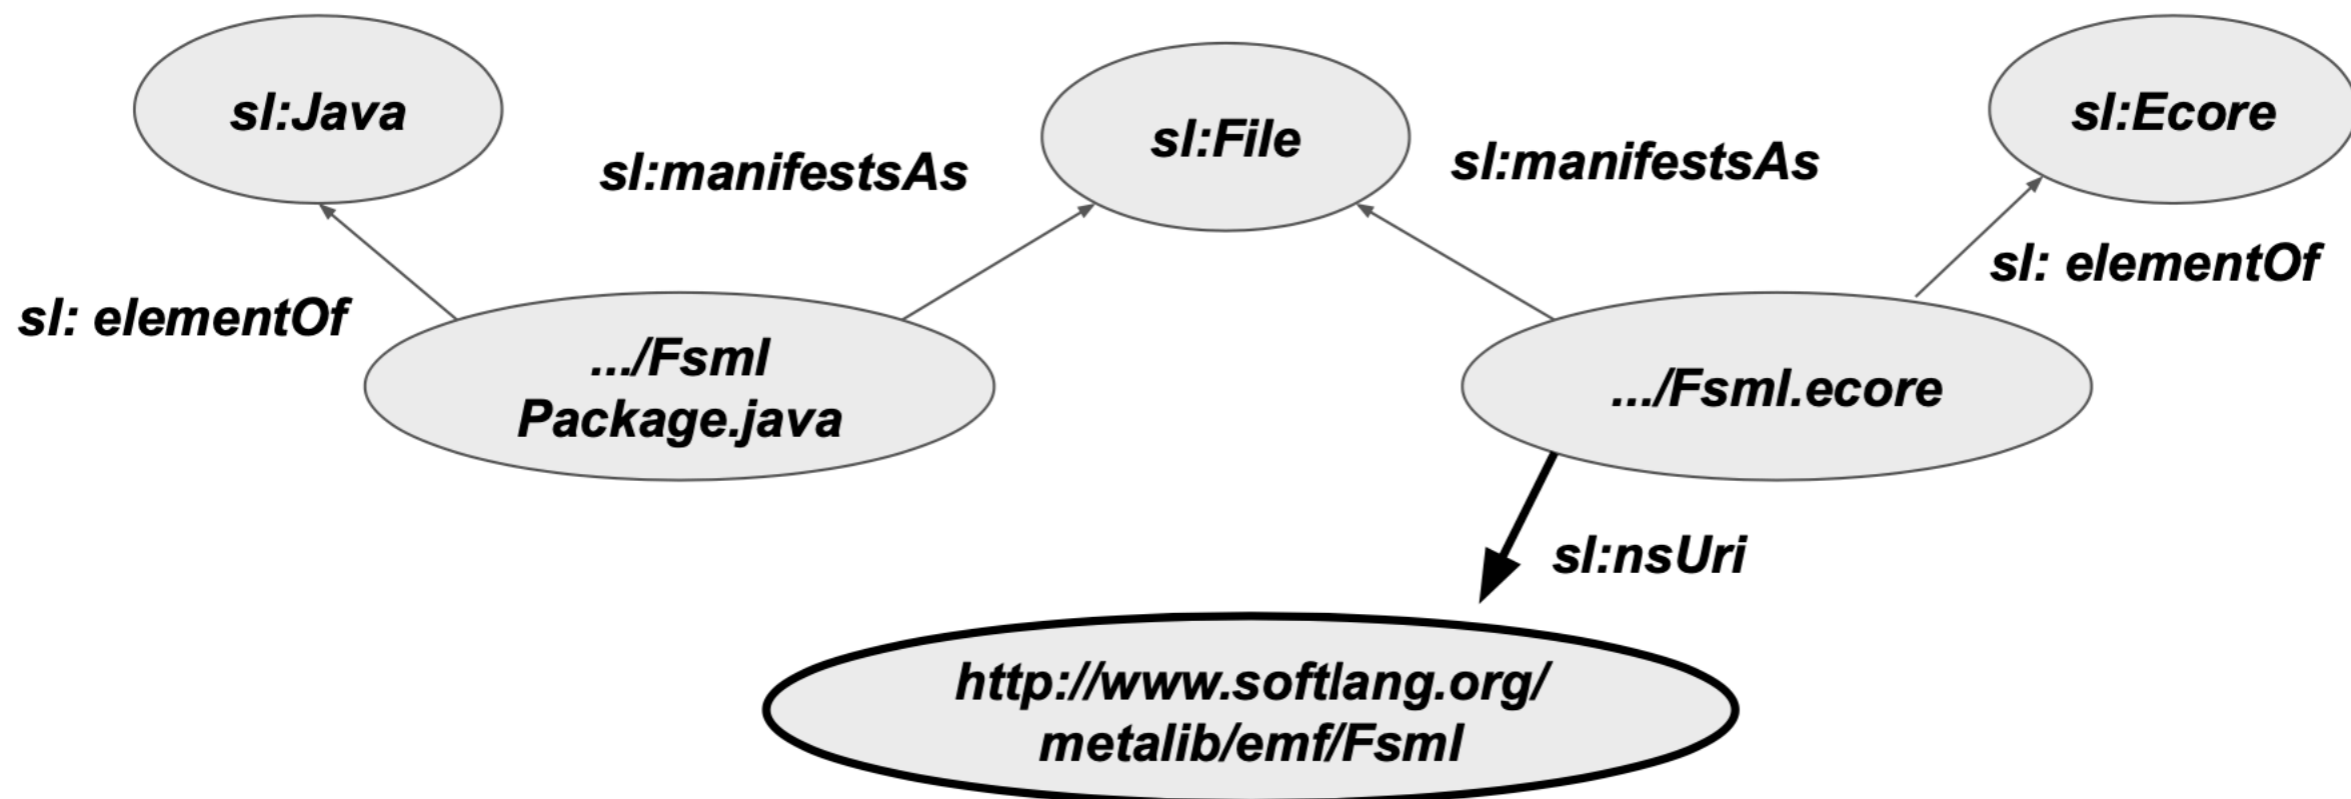 sl:Java
sl:File
sl:Ecore
sl:manifestsAs
sl:manifestsAs
sl: elementOf
sl: elementOf
.../Fsml
Package.java
.../Fsml.ecore
sl:nsUri
http://www.softlang.org/
metalib/emf/Fsml